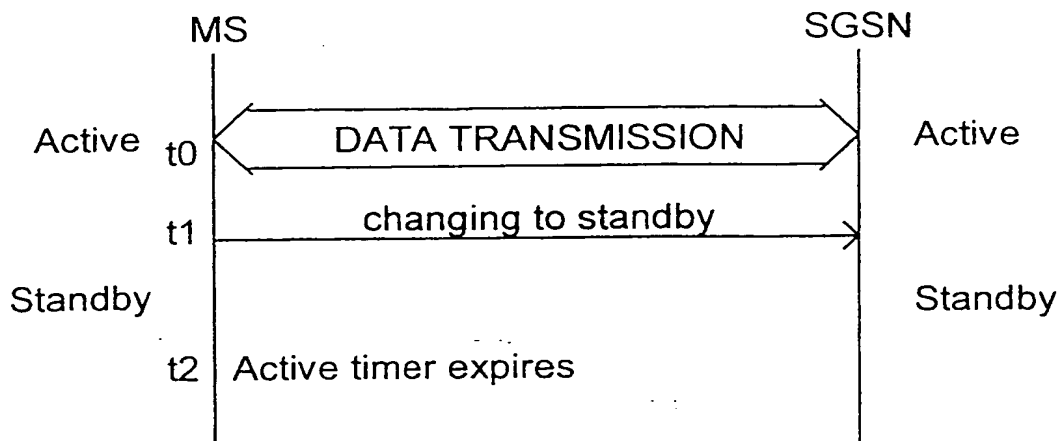 MS SGSN
Active t0 DATA TRANSMISSION Active
t1 changing to standby
Standby Standby
t2 Active timer expires